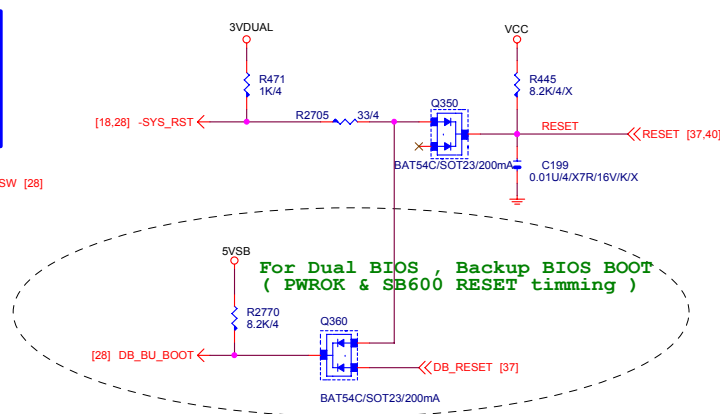 3VDUAL
VCC
R471
1K/4
R445
8.2K/4/X
R2705
33/4
Q350
[18,28] -SYS_RST
RESET
RESET [37,40]
BAT54C/SOT23/200mA
C199
0.01U/4/X7R/16V/K/X
SW [28]
5VSB
For Dual BIOS , Backup BIOS BOOT
( PWROK & SB600 RESET timming )
R2770
8.2K/4
Q360
[28] DB_BU_BOOT
DB_RESET [37]
BAT54C/SOT23/200mA